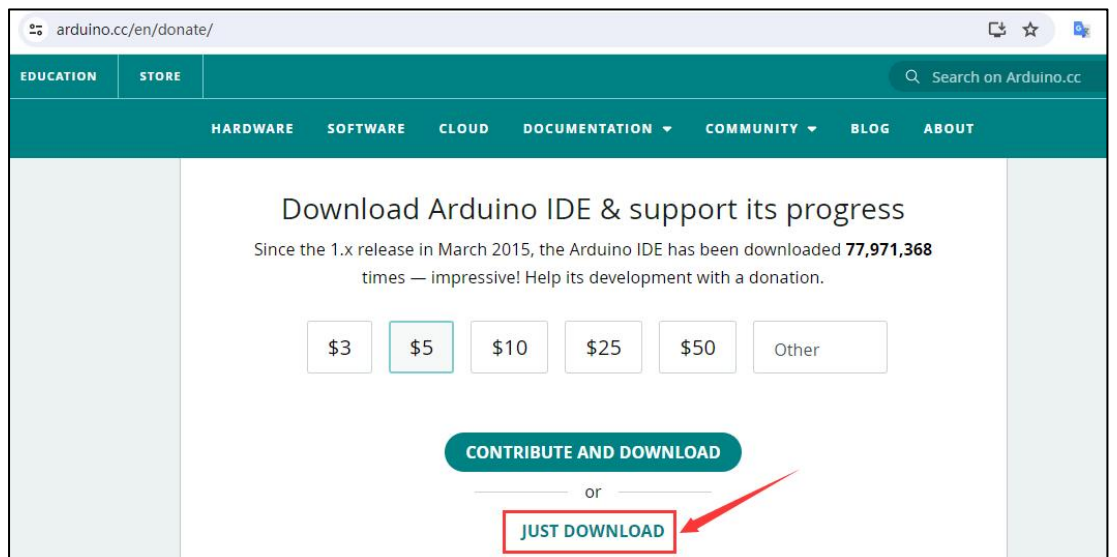 arduino.cc/en/donate/
EDUCATION STORE Search on Arduino.cc
HARDWARE SOFTWARE CLOUD DOCUMENTATION COMMUNITY BLOG ABOUT
Download Arduino IDE & support its progress
Since the 1.x release in March 2015, the Arduino IDE has been downloaded 77,971,368
times — impressive! Help its development with a donation.
$3 $5 $10 $25 $50 Other
CONTRIBUTE AND DOWNLOAD
or
JUST DOWNLOAD